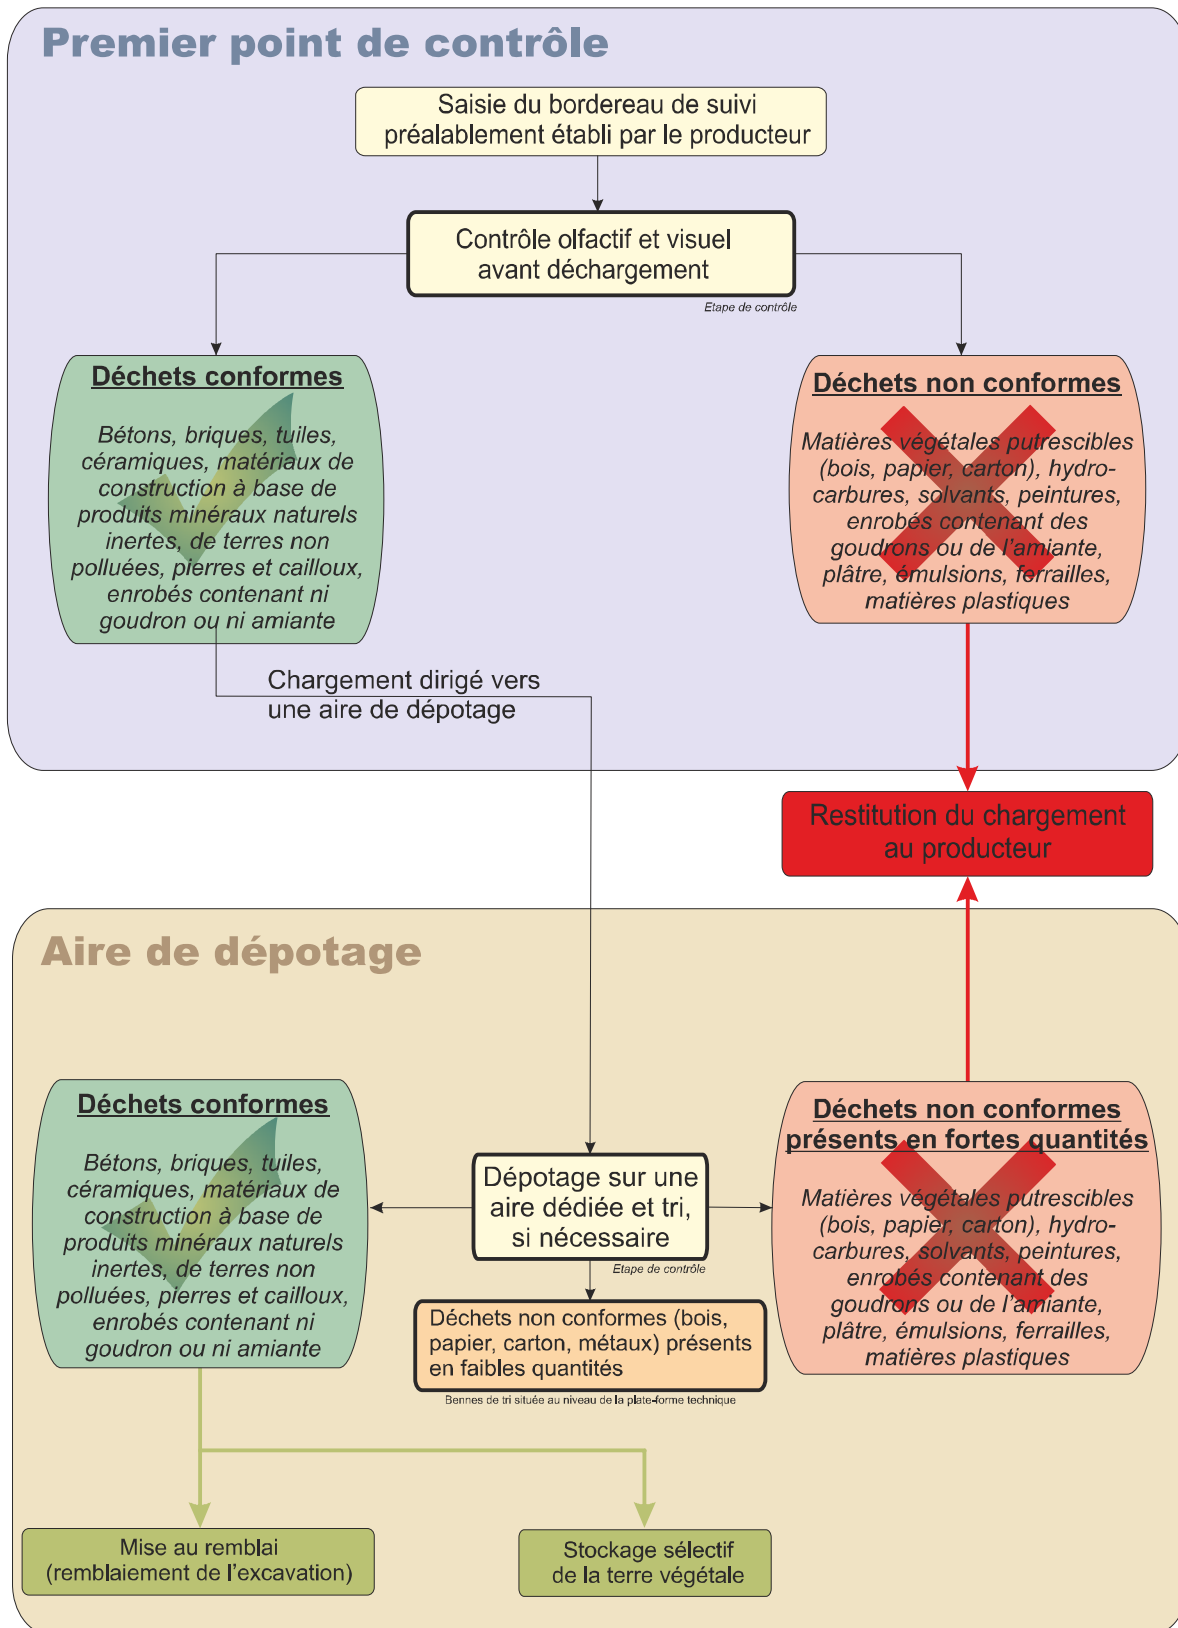 Premier point de contrôle
Saisie du bordereau de suivi
préalablement établi par le producteur
Contrôle olfactif et visuel
avant déchargement
Etape de contrôle
Déchets conformes
Bétons, briques, tuiles,
céramiques, matériaux de
construction à base de
produits minéraux naturels
inertes, de terres non
polluées, pierres et cailloux,
enrobés contenant ni
goudron ou ni amiante
Déchets non conformes
Matières végétales putrescibles
(bois, papier, carton), hydro-
carbures, solvants, peintures,
enrobés contenant des
goudrons ou de l'amiante,
plâtre, émulsions, ferrailles,
matières plastiques
Chargement dirigé vers
une aire de dépotage
Restitution du chargement
au producteur
Aire de dépotage
Déchets conformes
Bétons, briques, tuiles,
céramiques, matériaux de
construction à base de
produits minéraux naturels
inertes, de terres non
polluées, pierres et cailloux,
enrobés contenant ni
goudron ou ni amiante
Dépotage sur une
aire dédiée et tri,
si nécessaire
Etape de contrôle
Déchets non conformes (bois,
papier, carton, métaux) présents
en faibles quantités
Bennes de tri située au niveau de la plate-forme technique
Déchets non conformes
présents en fortes quantités
Matières végétales putrescibles
(bois, papier, carton), hydro-
carbures, solvants, peintures,
enrobés contenant des
goudrons ou de l'amiante,
plâtre, émulsions, ferrailles,
matières plastiques
Mise au remblai
(remblaiement de l'excavation)
Stockage sélectif
de la terre végétale